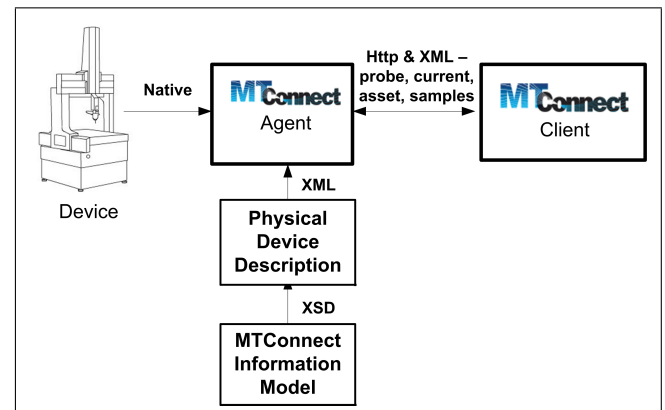 Native
MTConnect
Agent
Http & XML –
probe, current,
asset, samples
MTConnect
Client
Device
XML
Physical
Device
Description
XSD
MTConnect
Information
Model